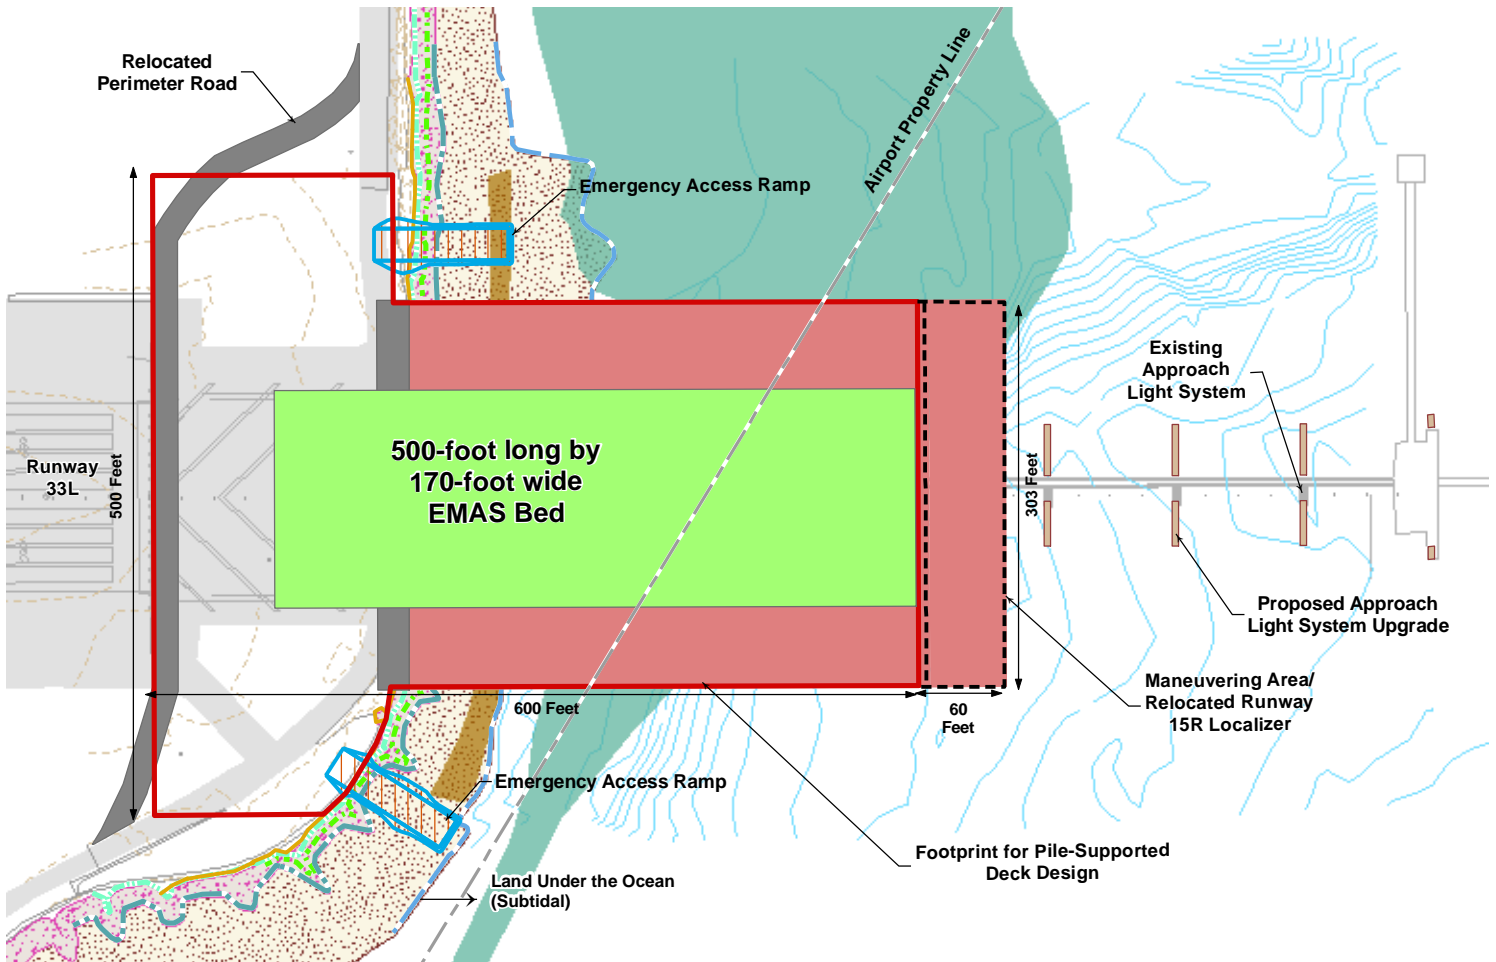 Relocated
Perimeter Road
Airport Property Line
Emergency Access Ramp
Existing
Approach
Light System
500-foot long by
170-foot wide
EMAS Bed
Runway
33L
500 Feet
303 Feet
Proposed Approach
Light System Upgrade
Maneuvering Area/
Relocated Runway
15R Localizer
600 Feet
60
Feet
Emergency Access Ramp
Footprint for Pile-Supported
Deck Design
Land Under the Ocean
(Subtidal)